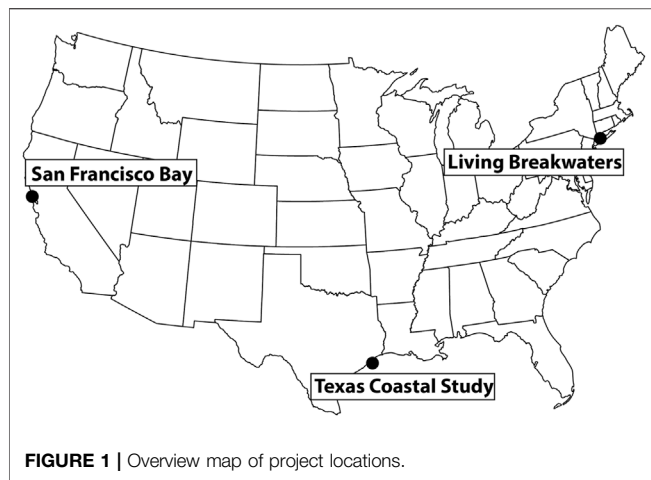 San Francisco Bay
Living Breakwaters
Texas Coastal Study
FIGURE 1 | Overview map of project locations.